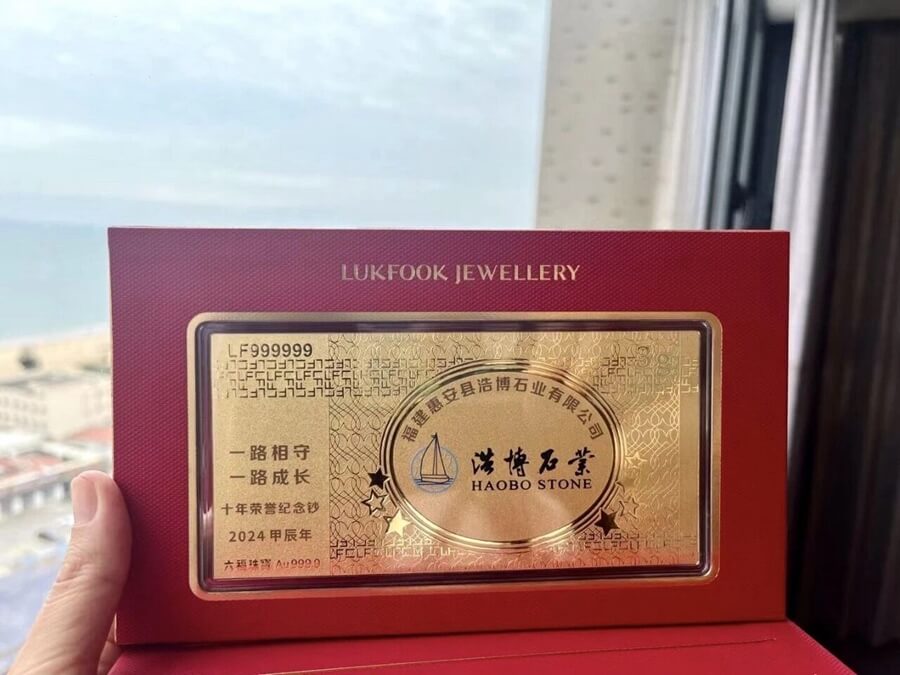 LUKFOOK JEWELLERY
LF999999
3g
福建惠安县浩博石业有限公司
浩博石業
HAOBO STONE
一路相守
一路成长
十年荣誉纪念钞
2024 甲辰年
六福珠寶 Au999.9